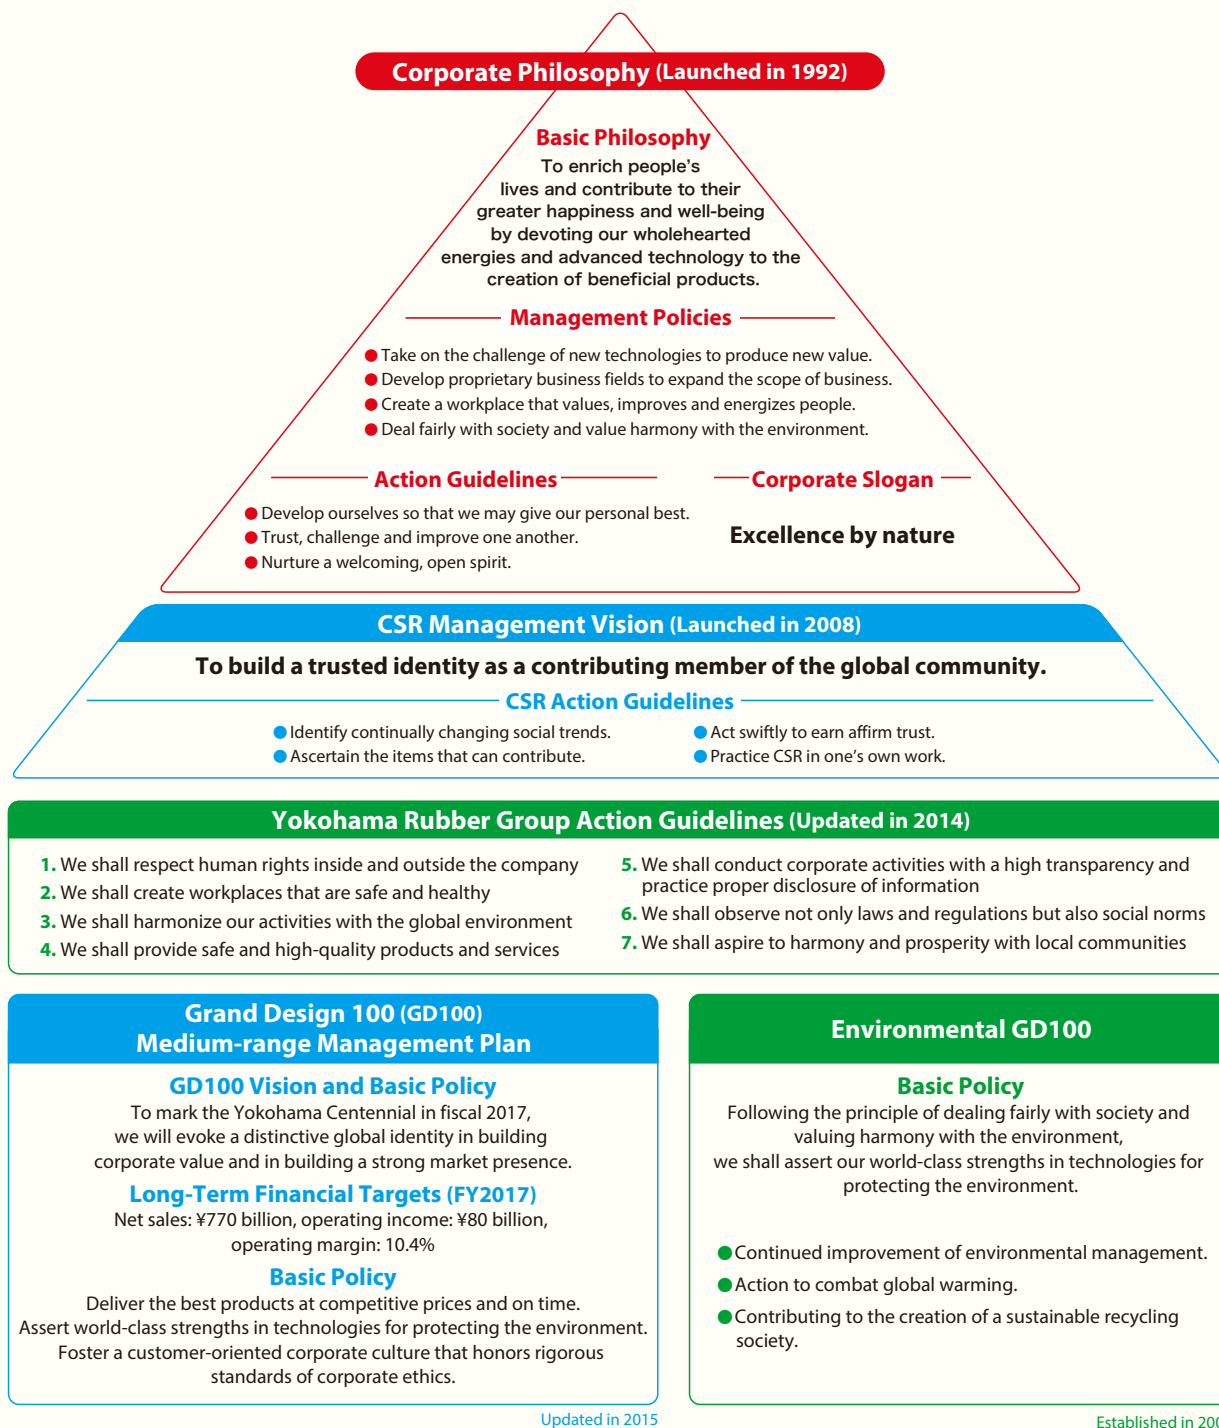 Corporate Philosophy (Launched in 1992)
Basic Philosophy
To enrich people's
lives and contribute to their
greater happiness and well-being
by devoting our wholehearted
energies and advanced technology to the
creation of beneficial products.
Management Policies
● Take on the challenge of new technologies to produce new value.
● Develop proprietary business fields to expand the scope of business.
● Create a workplace that values, improves and energizes people.
● Deal fairly with society and value harmony with the environment.
Action Guidelines
● Develop ourselves so that we may give our personal best.
● Trust, challenge and improve one another.
● Nurture a welcoming, open spirit.
Corporate Slogan
Excellence by nature
CSR Management Vision (Launched in 2008)
To build a trusted identity as a contributing member of the global community.
CSR Action Guidelines
● Identify continually changing social trends.
● Ascertain the items that can contribute.
● Act swiftly to earn affirm trust.
● Practice CSR in one's own work.
Yokohama Rubber Group Action Guidelines (Updated in 2014)
1. We shall respect human rights inside and outside the company
2. We shall create workplaces that are safe and healthy
3. We shall harmonize our activities with the global environment
4. We shall provide safe and high-quality products and services
5. We shall conduct corporate activities with a high transparency and
practice proper disclosure of information
6. We shall observe not only laws and regulations but also social norms
7. We shall aspire to harmony and prosperity with local communities
Grand Design 100 (GD100)
Medium-range Management Plan
GD100 Vision and Basic Policy
To mark the Yokohama Centennial in fiscal 2017,
we will evoke a distinctive global identity in building
corporate value and in building a strong market presence.
Long-Term Financial Targets (FY2017)
Net sales: ¥770 billion, operating income: ¥80 billion,
operating margin: 10.4%
Basic Policy
Deliver the best products at competitive prices and on time.
Assert world-class strengths in technologies for protecting the environment.
Foster a customer-oriented corporate culture that honors rigorous
standards of corporate ethics.
Updated in 2015
Environmental GD100
Basic Policy
Following the principle of dealing fairly with society and
valuing harmony with the environment,
we shall assert our world-class strengths in technologies for
protecting the environment.
● Continued improvement of environmental management.
● Action to combat global warming.
● Contributing to the creation of a sustainable recycling
society.
Established in